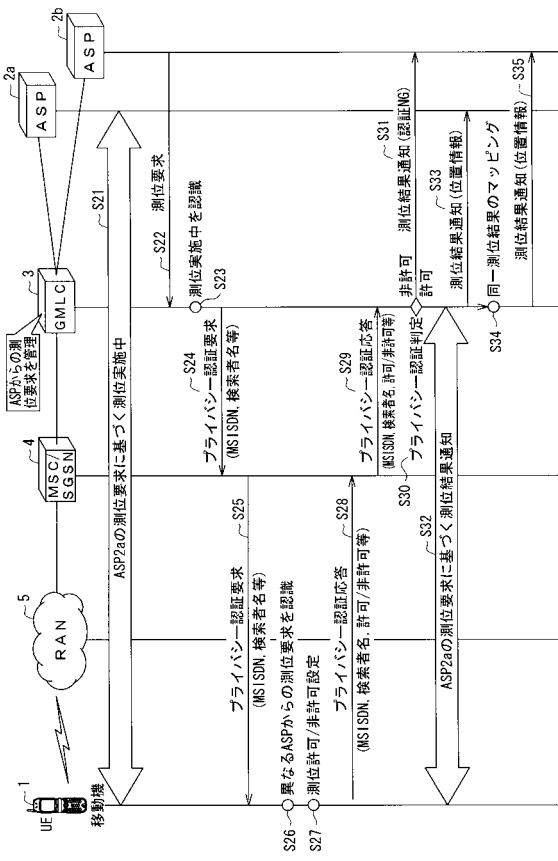 2a
ASP
2b
ASP
3
GMLC
ASPからの測
位要求を管理
4
MSC/
SGSN
5
RAN
1
UE
移動機
S21
ASP2aの測位要求に基づく測位実施中
S22
測位要求
S23
測位実施中を認識
S24
プライバシー認証要求
(MSISDN,検索者名等)
S25
プライバシー認証要求
(MSISDN,検索者名等)
S26
異なるASPからの測位要求を認識
S27
測位許可/非許可設定
S28
プライバシー認証応答
(MSISDN,検索者名,許可/非許可等)
S29
プライバシー認証応答
(MSISDN,検索者名,許可/非許可等)
S30
プライバシー認証判定
非許可
許可
S31
測位結果通知(認証NG)
S32
ASP2aの測位要求に基づく測位結果通知
S33
測位結果通知(位置情報)
S34
同一測位結果のマッピング
S35
測位結果通知(位置情報)